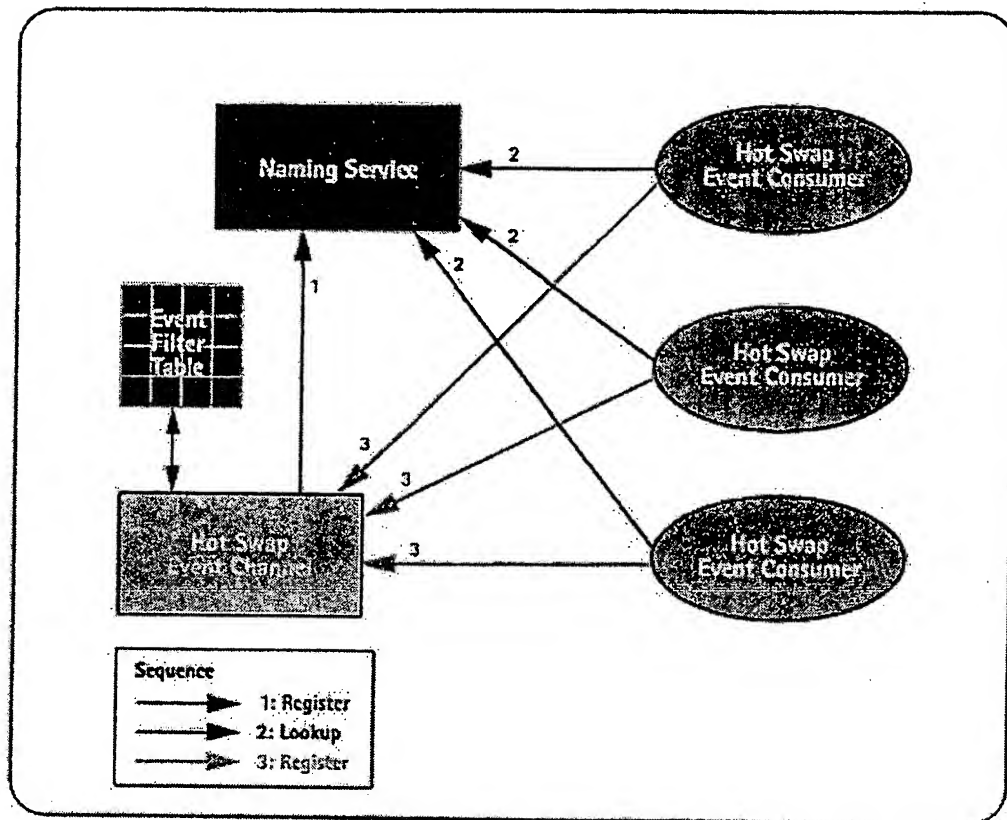 Naming Service
Hot Swap
Event Consumer
2
2
2
1
Event
Filter
Table
Hot Swap
Event Consumer
3
3
3
Hot Swap
Event Channel
Hot Swap
Event Consumer
Sequence
1: Register
2: Lookup
3: Register